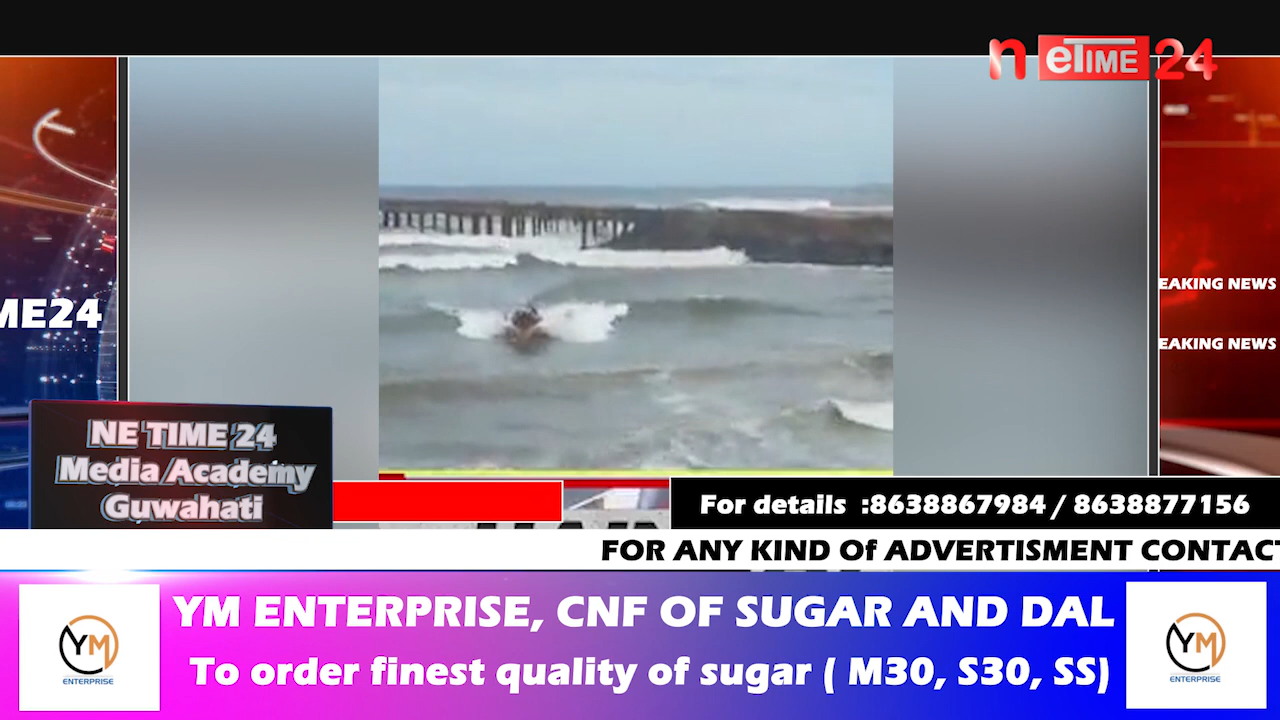 neTIME 24
ME24
EAKING NEWS
EAKING NEWS
NE TIME 24
Media Academy
Guwahati
For details :8638867984 / 8638877156
FOR ANY KIND Of ADVERTISMENT CONTACT
YM ENTERPRISE, CNF OF SUGAR AND DAL
To order finest quality of sugar ( M30, S30, SS)
YM
ENTERPRISE
YM
ENTERPRISE